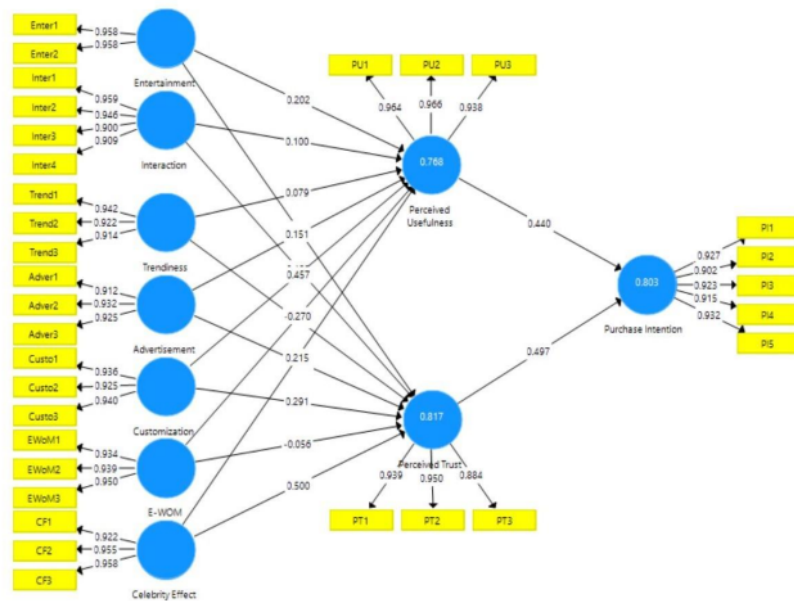 Enter1
0.958
Enter2
0.958
Entertainment
Inter1
0.959
Inter2
0.946
Inter3
0.900
Inter4
0.909
Interaction
Trend1
0.942
Trend2
0.922
Trend3
0.914
Trendiness
Adver1
0.912
Adver2
0.932
Adver3
0.925
Advertisement
Custo1
0.936
Custo2
0.925
Custo3
0.940
Customization
EWoM1
0.934
EWoM2
0.939
EWoM3
0.950
E-WOM
CF1
0.922
CF2
0.955
CF3
0.958
Celebrity Effect
0.202
0.100
0.079
0.151
0.457
-0.270
0.215
0.291
-0.056
0.500
PU1
PU2
PU3
0.964
0.966
0.938
0.768
Perceived
Usefulness
0.817
Perceived Trust
0.939
0.950
0.884
PT1
PT2
PT3
0.440
0.497
0.803
Purchase Intention
0.927
0.902
0.923
0.915
0.932
PI1
PI2
PI3
PI4
PI5